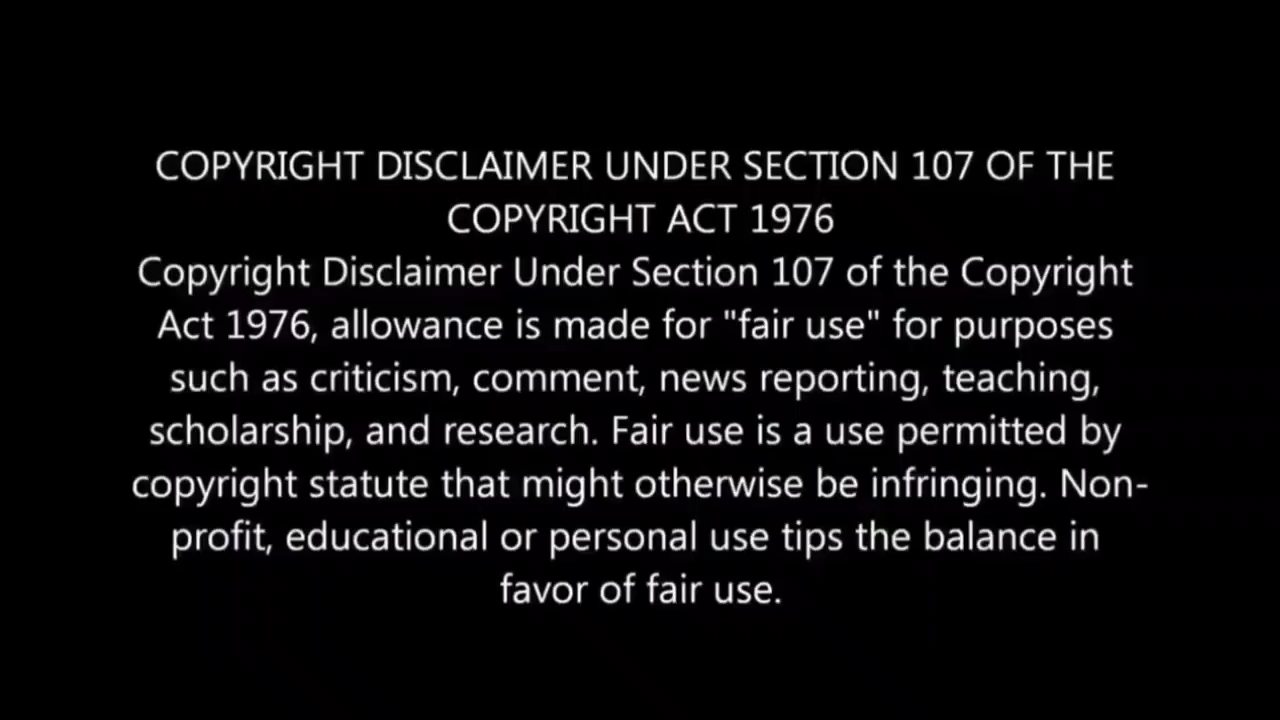 COPYRIGHT DISCLAIMER UNDER SECTION 107 OF THE
COPYRIGHT ACT 1976
Copyright Disclaimer Under Section 107 of the Copyright
Act 1976, allowance is made for "fair use" for purposes
such as criticism, comment, news reporting, teaching,
scholarship, and research. Fair use is a use permitted by
copyright statute that might otherwise be infringing. Non-
profit, educational or personal use tips the balance in
favor of fair use.